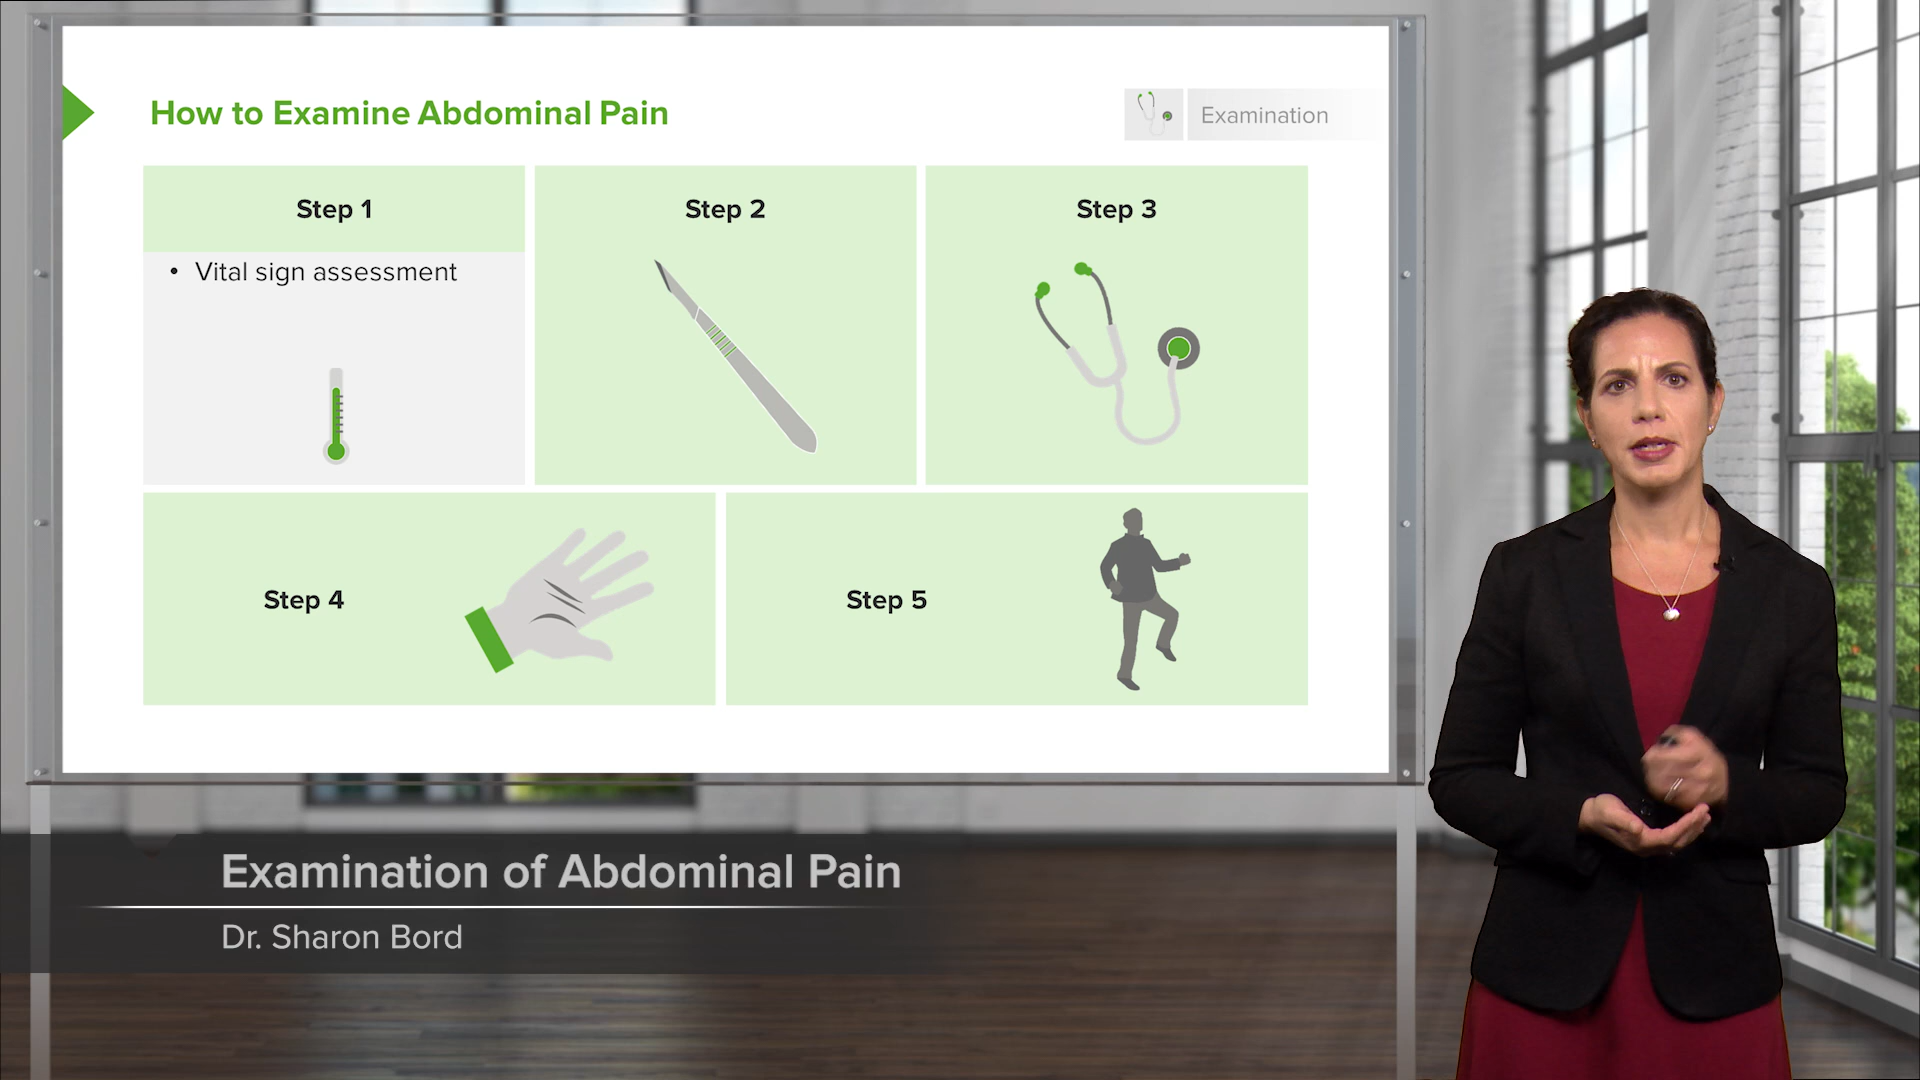 How to Examine Abdominal Pain
Examination
Step 1
Step 2
Step 3
• Vital sign assessment
Step 4
Step 5
Examination of Abdominal Pain
Dr. Sharon Bord